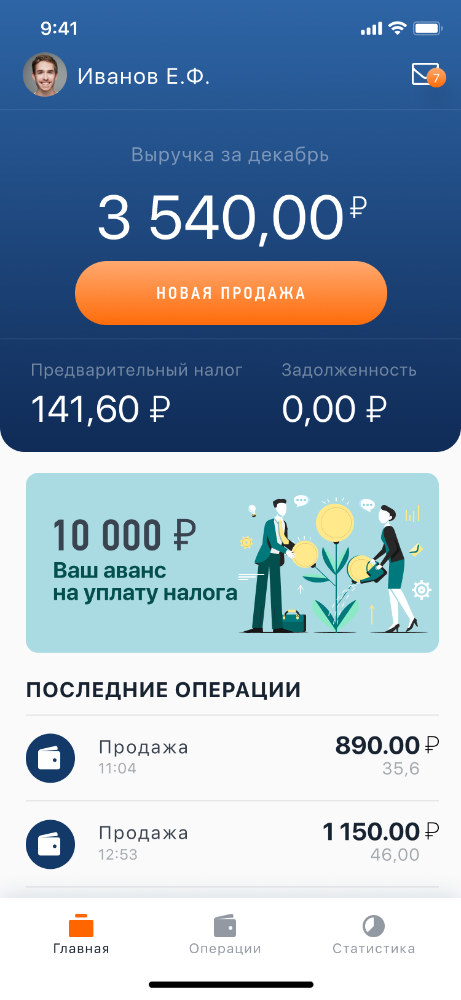 9:41
Иванов Е.Ф.
7
Выручка за декабрь
3 540,00 ₽
НОВАЯ ПРОДАЖА
Предварительный налог
Задолженность
141,60 ₽
0,00 ₽
10 000 ₽
Ваш аванс
на уплату налога
ПОСЛЕДНИЕ ОПЕРАЦИИ
Продажа
890.00 ₽
11:04
35,6
Продажа
1 150.00 ₽
12:53
46,00
Главная
Операции
Статистика